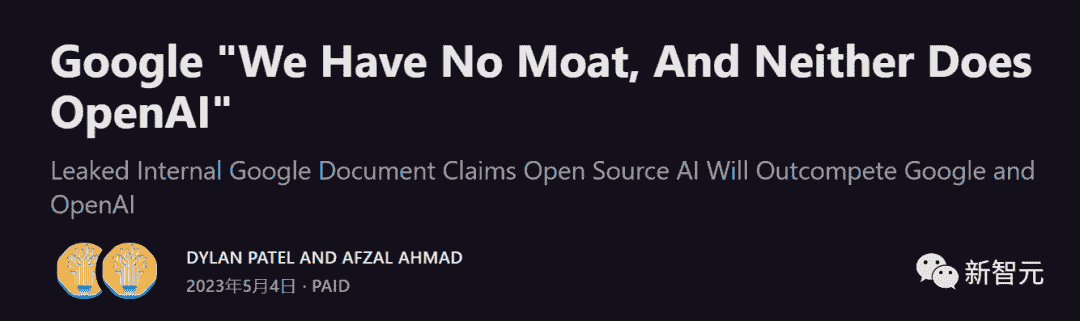 Google "We Have No Moat, And Neither Does
OpenAI"
Leaked Internal Google Document Claims Open Source AI Will Outcompete Google and
OpenAI
DYLAN PATEL AND AFZAL AHMAD
2023年5月4日 · PAID
新智元